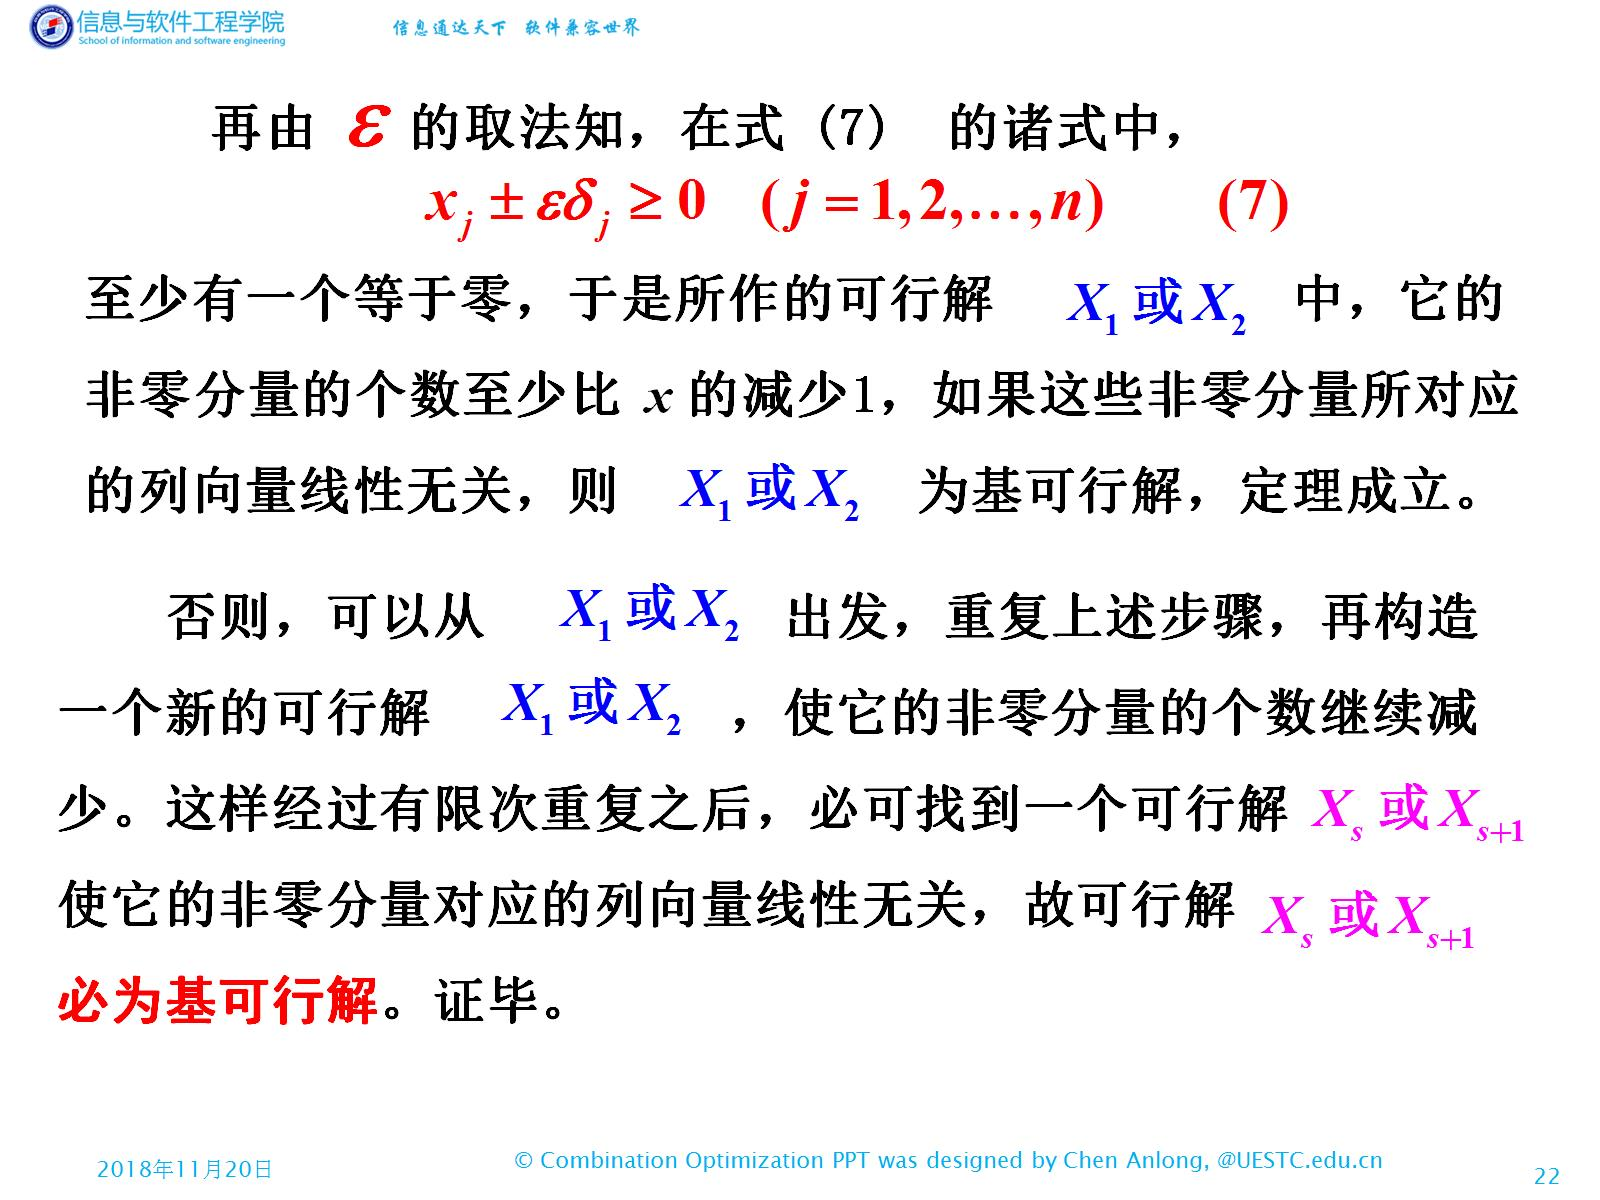 信息与软件工程学院
School of information and software engineering
信息通达天下 软件兼容世界
再由 ε 的取法知，在式 (7) 的诸式中，
x_j ± εδ_j ≥ 0 ( j = 1, 2, …, n) (7)
至少有一个等于零，于是所作的可行解 X₁ 或 X₂ 中，它的
非零分量的个数至少比 x 的减少1，如果这些非零分量所对应
的列向量线性无关，则 X₁ 或 X₂ 为基可行解，定理成立。
否则，可以从 X₁ 或 X₂ 出发，重复上述步骤，再构造
一个新的可行解 X₁ 或 X₂ ，使它的非零分量的个数继续减
少。这样经过有限次重复之后，必可找到一个可行解 X_s 或 X_{s+1}
使它的非零分量对应的列向量线性无关，故可行解 X_s 或 X_{s+1}
必为基可行解。证毕。
2018年11月20日
© Combination Optimization PPT was designed by Chen Anlong, @UESTC.edu.cn
22